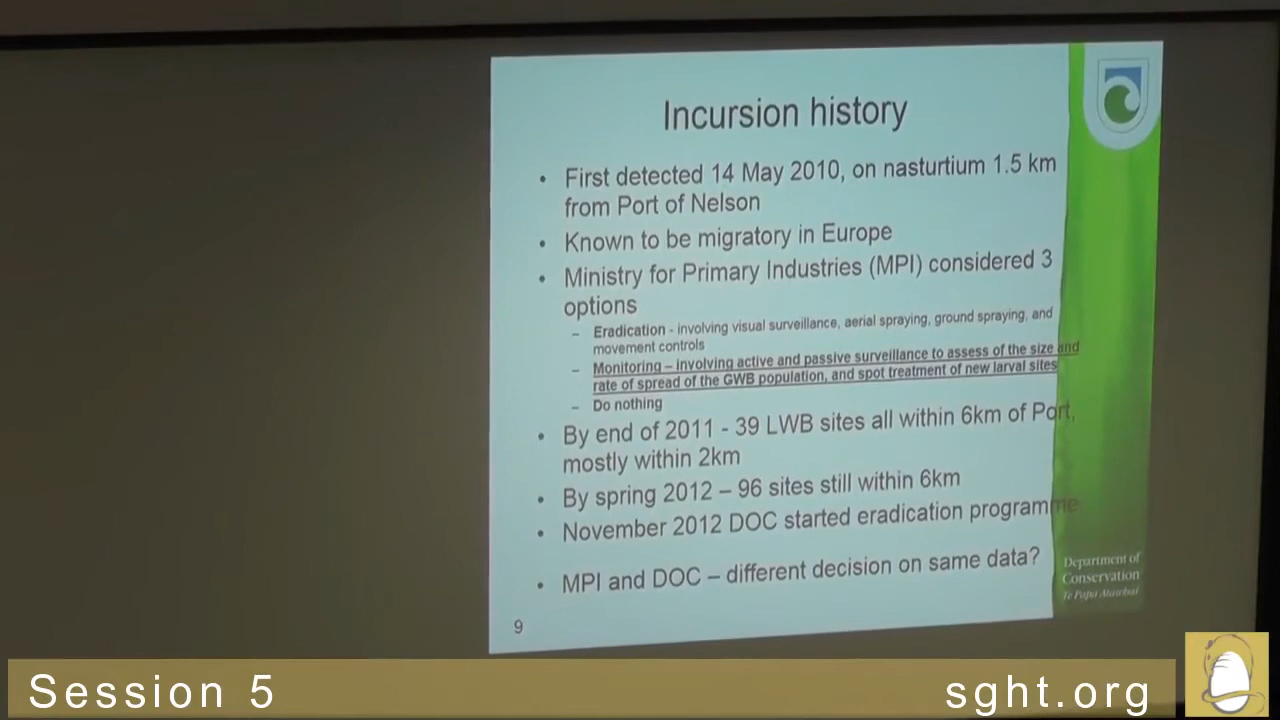 Incursion history
• First detected 14 May 2010, on nasturtium 1.5 km
from Port of Nelson
• Known to be migratory in Europe
• Ministry for Primary Industries (MPI) considered 3
options
– Eradication - involving visual surveillance, aerial spraying, ground spraying, and
movement controls
– Monitoring – involving active and passive surveillance to assess of the size and
rate of spread of the GWB population, and spot treatment of new larval sites
– Do nothing
• By end of 2011 - 39 LWB sites all within 6km of Port,
mostly within 2km
• By spring 2012 – 96 sites still within 6km
• November 2012 DOC started eradication programme
• MPI and DOC – different decision on same data?
Department of
Conservation
Te Papa Atawhai
9
Session 5
sght.org